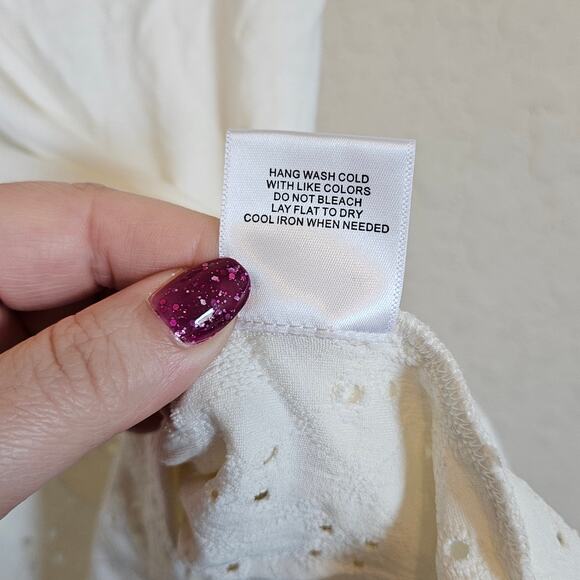 HANG WASH COLD
WITH LIKE COLORS
DO NOT BLEACH
LAY FLAT TO DRY
COOL IRON WHEN NEEDED